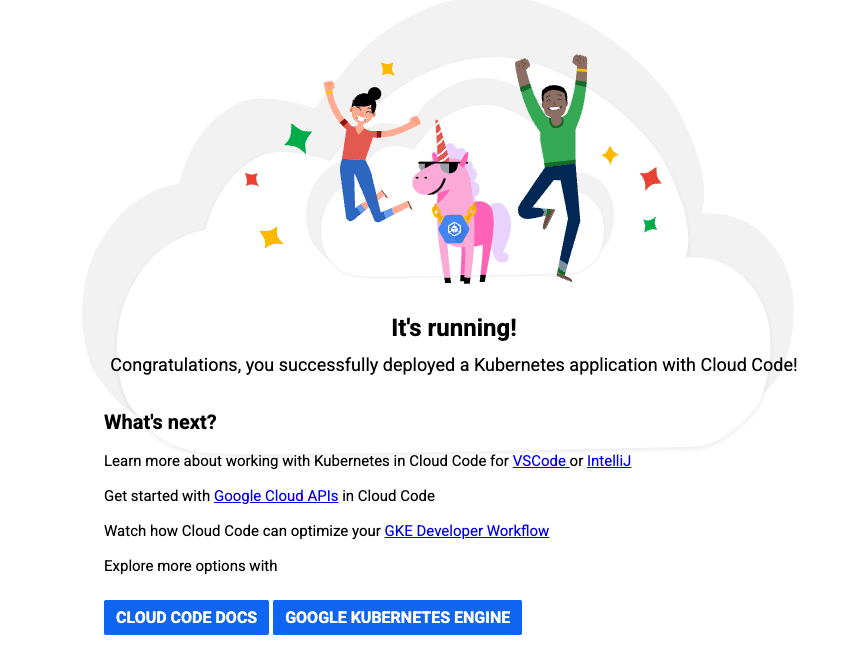 It's running!
Congratulations, you successfully deployed a Kubernetes application with Cloud Code!
What's next?
Learn more about working with Kubernetes in Cloud Code for VSCode or IntelliJ
Get started with Google Cloud APIs in Cloud Code
Watch how Cloud Code can optimize your GKE Developer Workflow
Explore more options with
CLOUD CODE DOCS GOOGLE KUBERNETES ENGINE